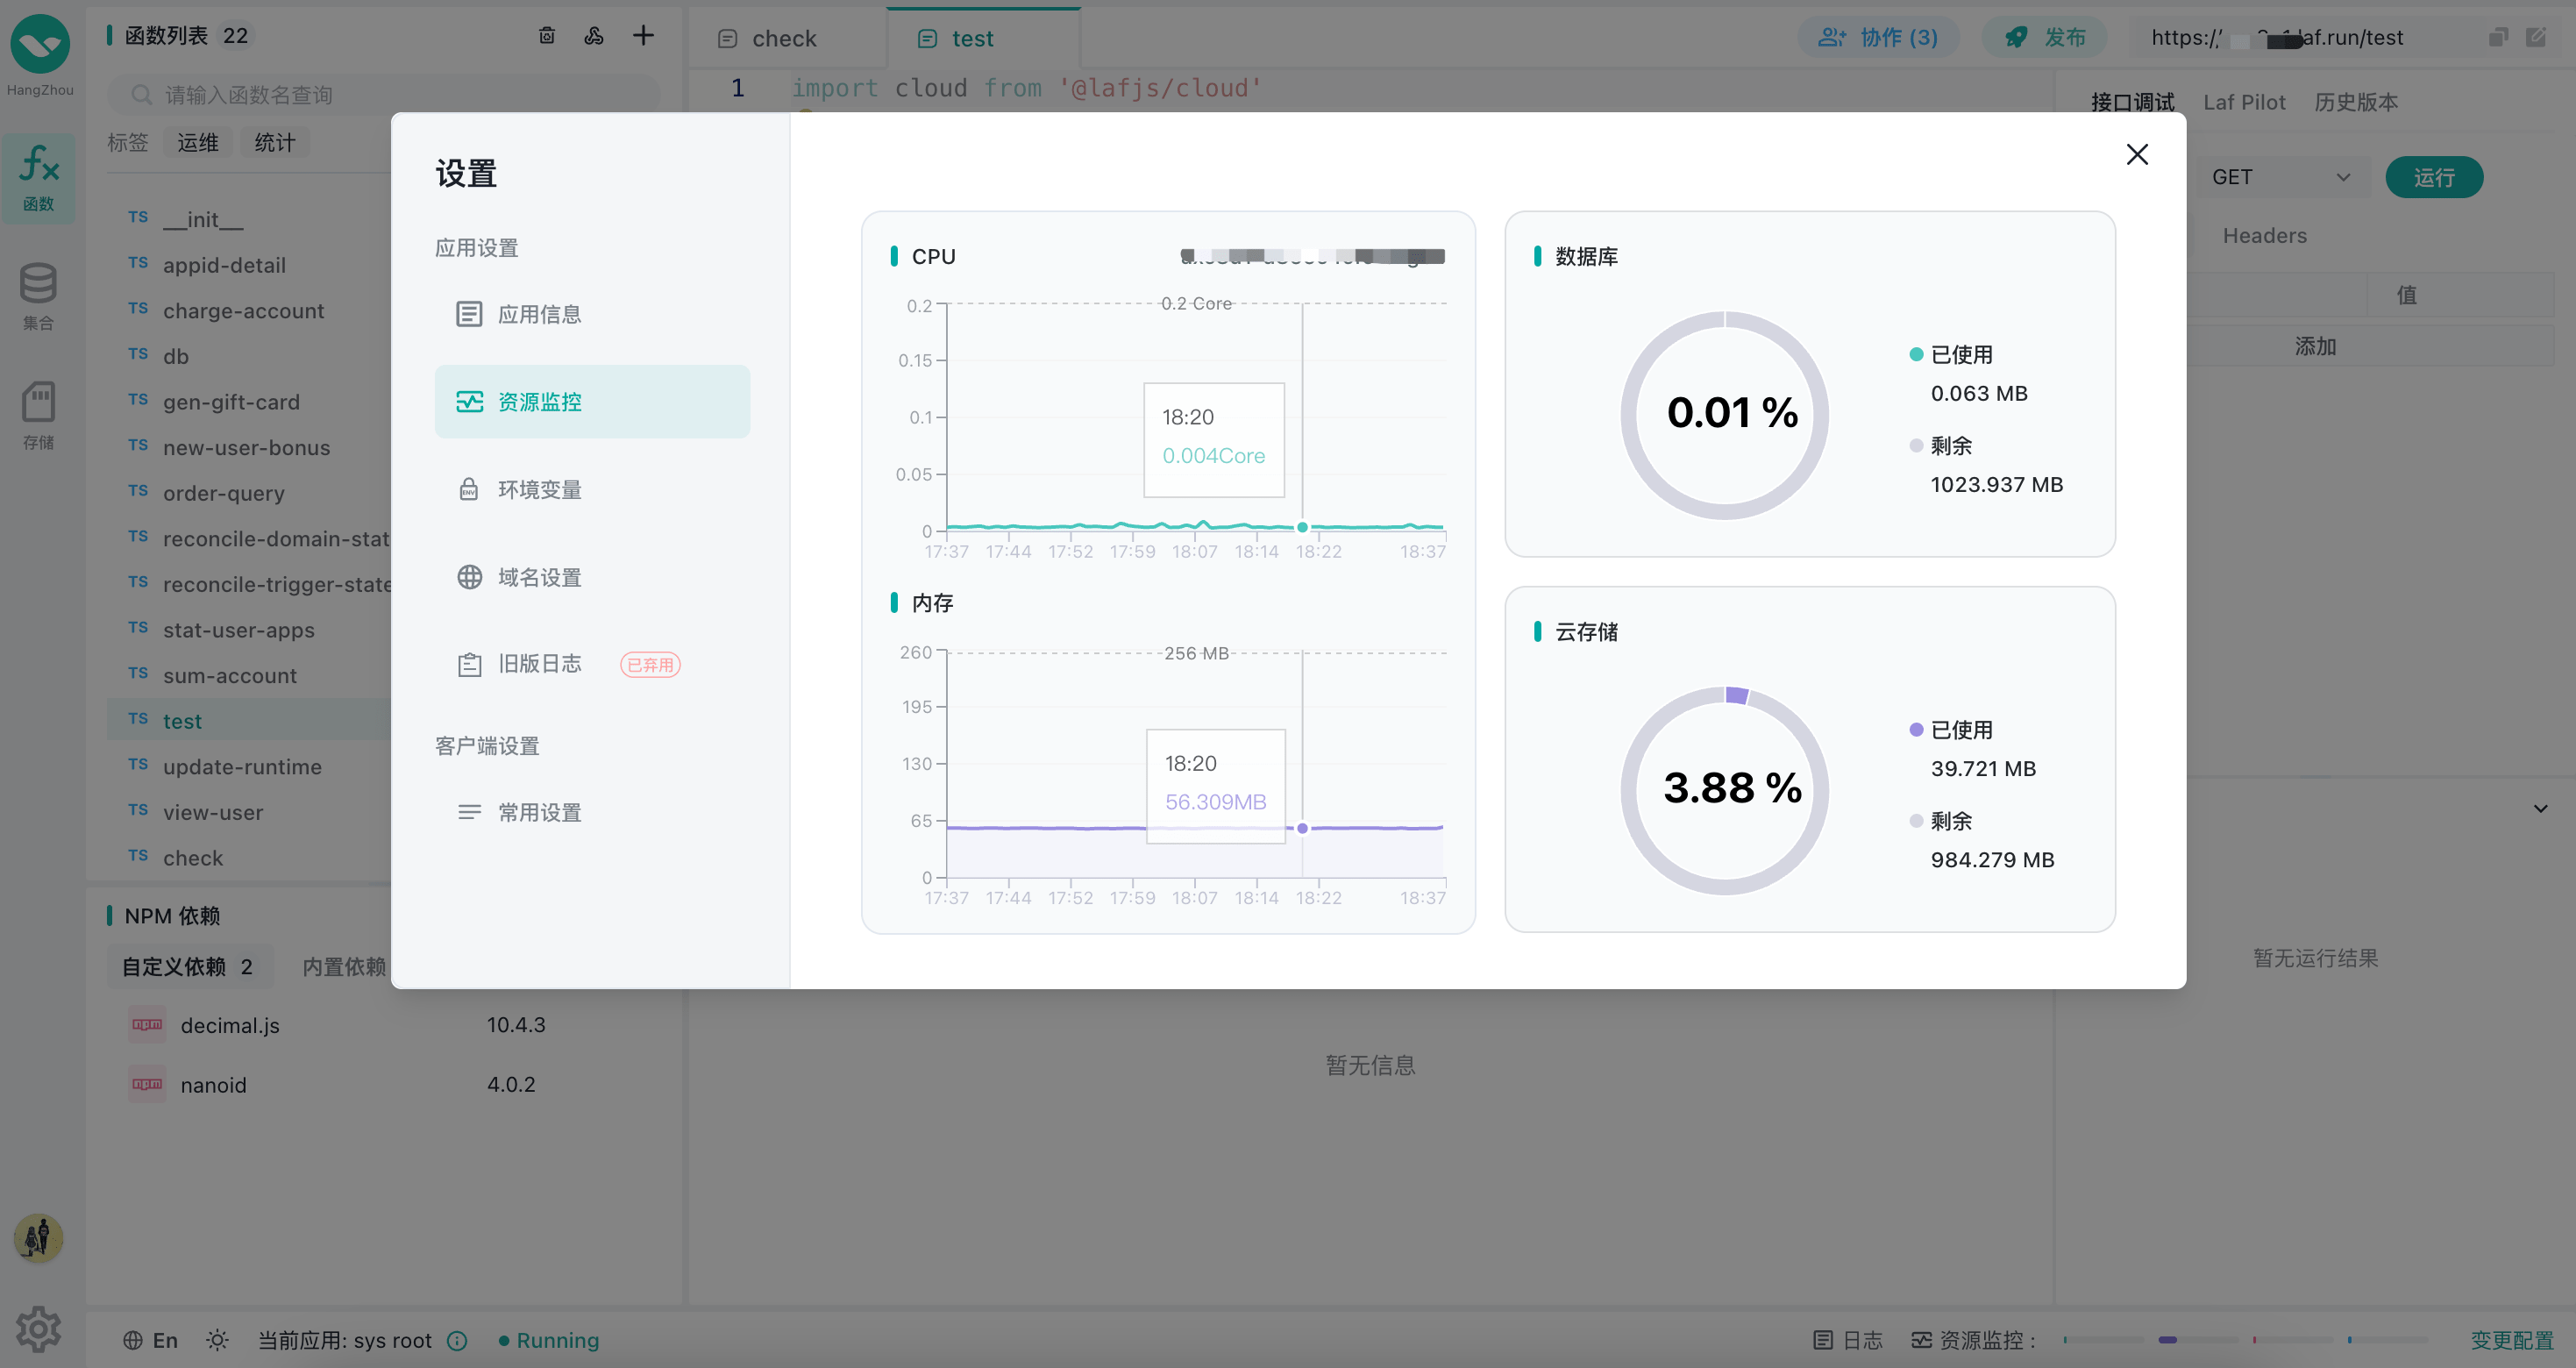 HangZhou
函数
集合
存储
函数列表 22
请输入函数名查询
标签 运维 统计
TS __init__
TS appid-detail
TS charge-account
TS db
TS gen-gift-card
TS new-user-bonus
TS order-query
TS reconcile-domain-stat
TS reconcile-trigger-state
TS stat-user-apps
TS sum-account
TS test
TS update-runtime
TS view-user
TS check
NPM 依赖
自定义依赖 2 内置依赖
decimal.js 10.4.3
nanoid 4.0.2
check test
1 import cloud from '@lafjs/cloud'
协作 (3) 发布 https:// laf.run/test
接口调试 Laf Pilot 历史版本
GET 运行
Headers
值
添加
暂无运行结果
暂无信息
设置
应用设置
应用信息
资源监控
ENV 环境变量
域名设置
旧版日志 已弃用
客户端设置
常用设置
CPU
0.2 0.2 Core
0.15
0.1
0.05
0
18:20
0.004Core
17:37 17:44 17:52 17:59 18:07 18:14 18:22 18:37
内存
260 256 MB
195
130
65
0
18:20
56.309MB
17:37 17:44 17:52 17:59 18:07 18:14 18:22 18:37
数据库
0.01 %
已使用
0.063 MB
剩余
1023.937 MB
云存储
3.88 %
已使用
39.721 MB
剩余
984.279 MB
En 当前应用: sys root Running
日志 资源监控 : 变更配置